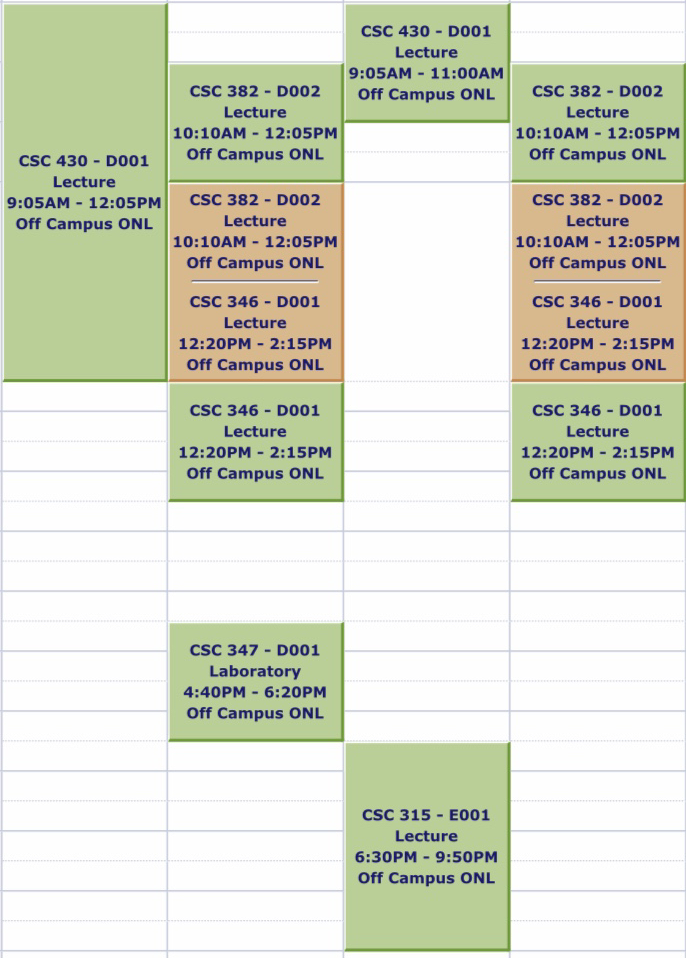 CSC 430 - D001
Lecture
9:05AM - 12:05PM
Off Campus ONL
CSC 382 - D002
Lecture
10:10AM - 12:05PM
Off Campus ONL
CSC 382 - D002
Lecture
10:10AM - 12:05PM
Off Campus ONL
CSC 346 - D001
Lecture
12:20PM - 2:15PM
Off Campus ONL
CSC 346 - D001
Lecture
12:20PM - 2:15PM
Off Campus ONL
CSC 347 - D001
Laboratory
4:40PM - 6:20PM
Off Campus ONL
CSC 430 - D001
Lecture
9:05AM - 11:00AM
Off Campus ONL
CSC 315 - E001
Lecture
6:30PM - 9:50PM
Off Campus ONL
CSC 382 - D002
Lecture
10:10AM - 12:05PM
Off Campus ONL
CSC 382 - D002
Lecture
10:10AM - 12:05PM
Off Campus ONL
CSC 346 - D001
Lecture
12:20PM - 2:15PM
Off Campus ONL
CSC 346 - D001
Lecture
12:20PM - 2:15PM
Off Campus ONL